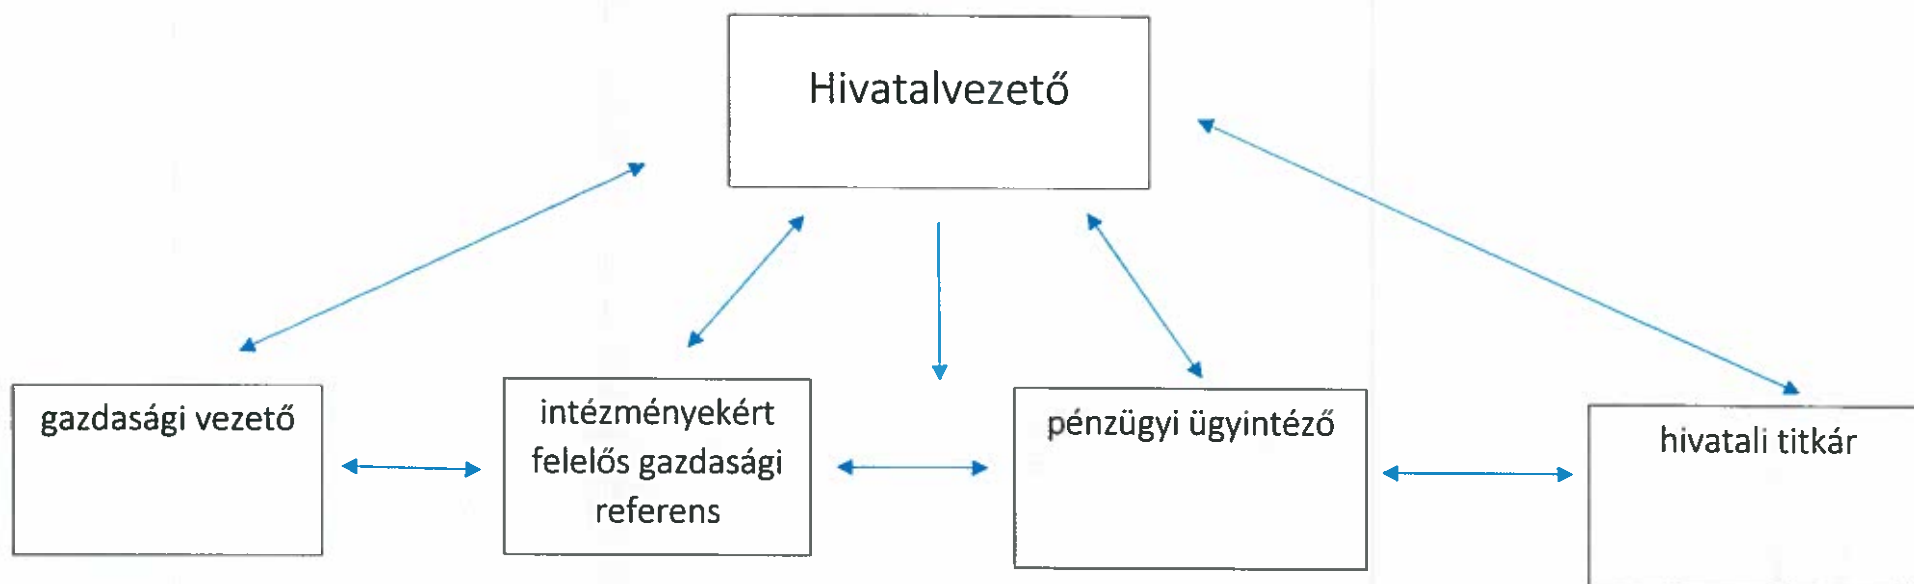 Hivatalvezető
gazdasági vezető
intézményekért
felelős gazdasági
referens
pénzügyi ügyintéző
hivatali titkár